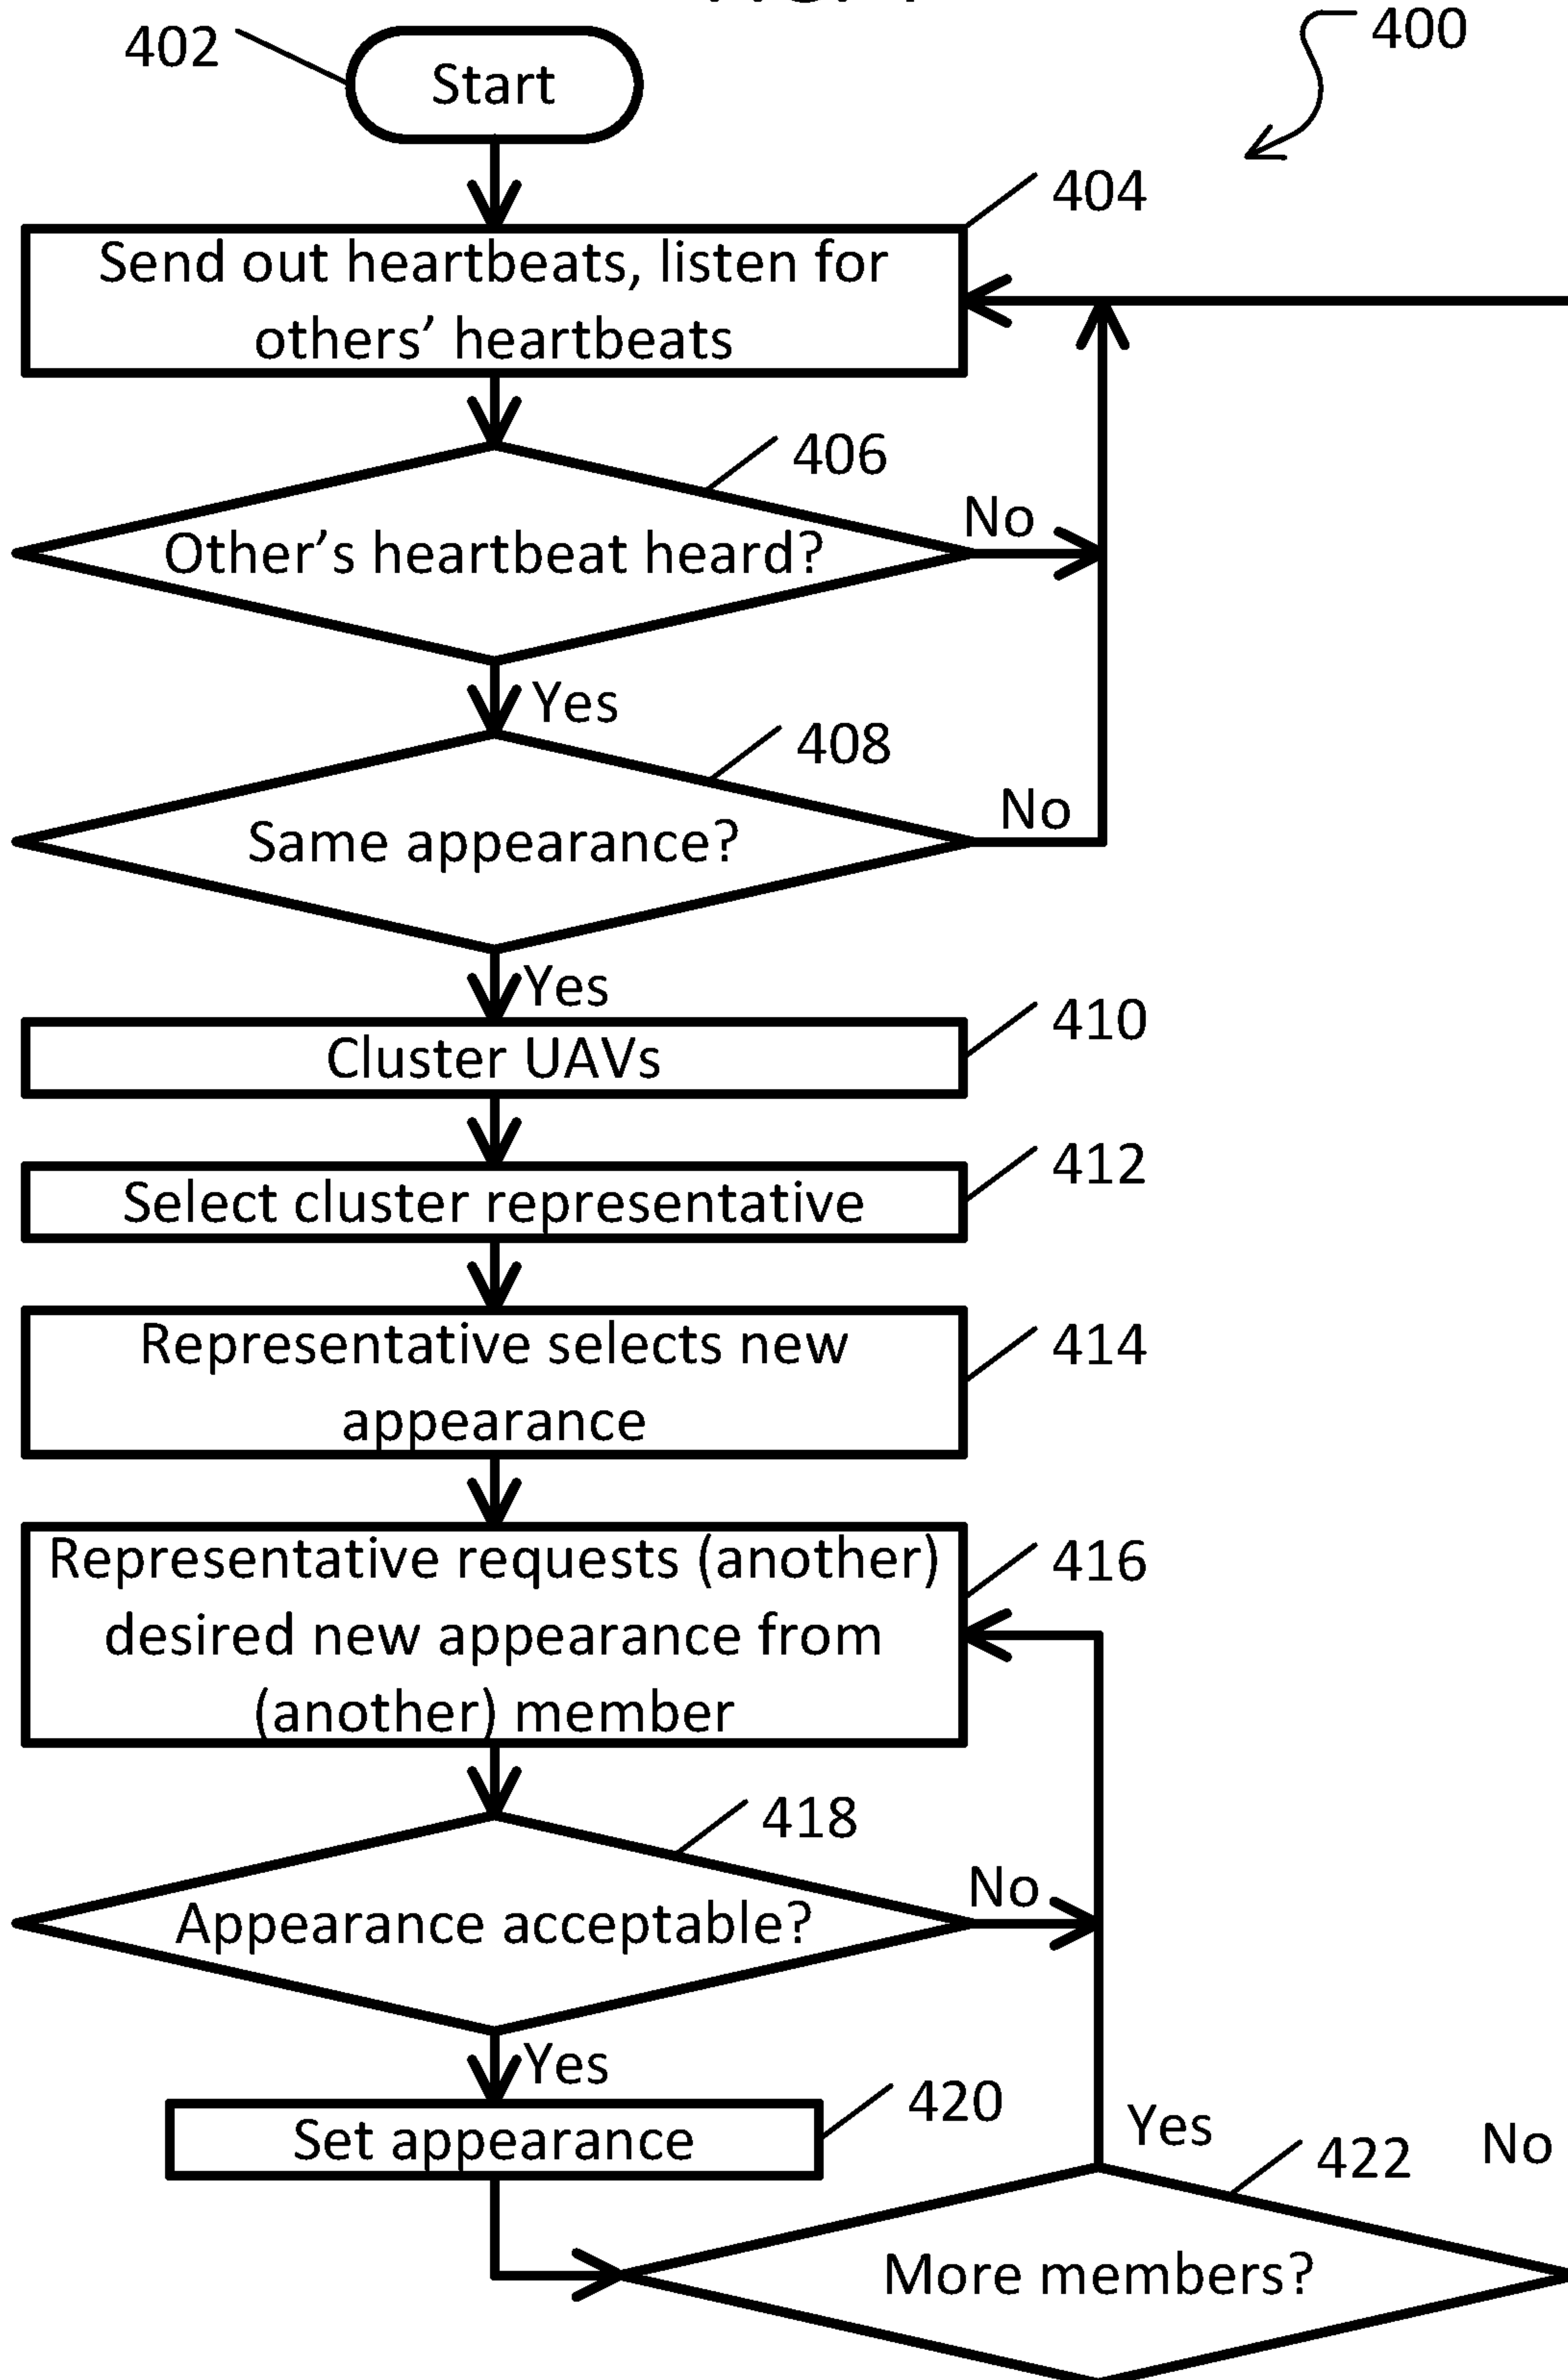 400
402
Start
404
Send out heartbeats, listen for
others’ heartbeats
406
No
Other’s heartbeat heard?
Yes
408
No
Same appearance?
Yes
410
Cluster UAVs
412
Select cluster representative
414
Representative selects new
appearance
416
Representative requests (another)
desired new appearance from
(another) member
418
No
Appearance acceptable?
Yes
420
Set appearance
Yes
422
No
More members?